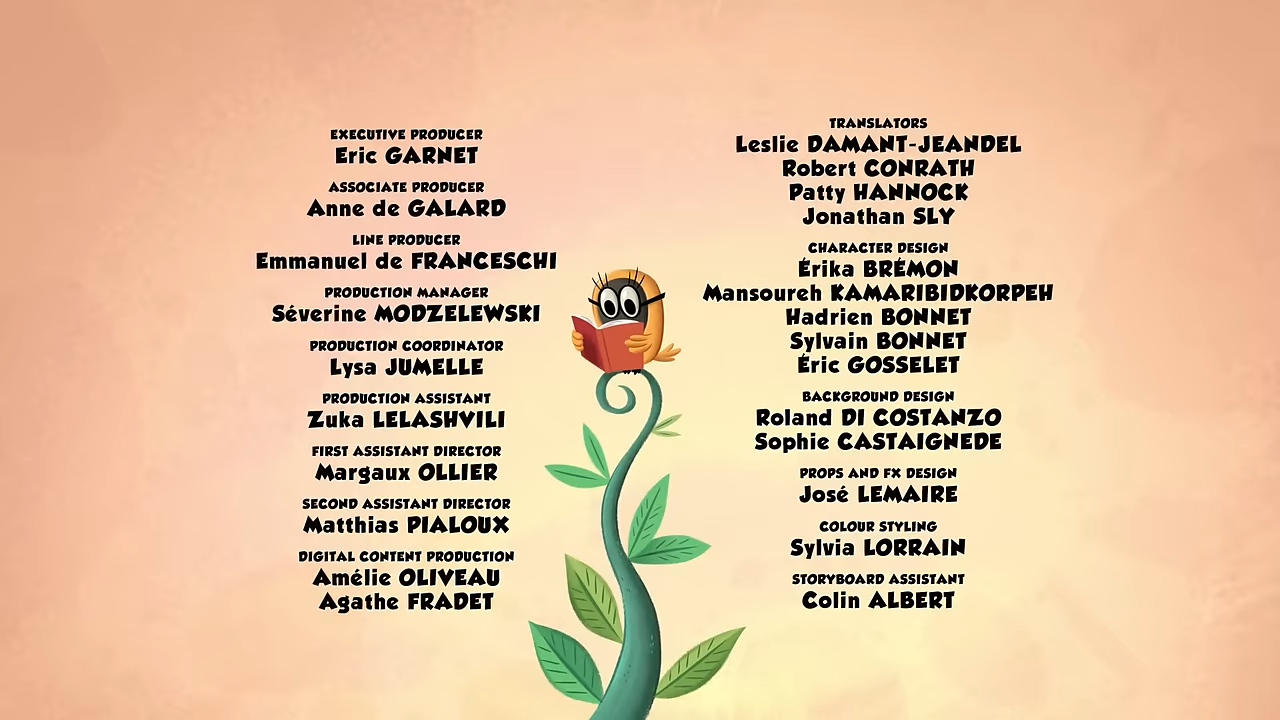 EXECUTIVE PRODUCER
Eric GARNET
ASSOCIATE PRODUCER
Anne de GALARD
LINE PRODUCER
Emmanuel de FRANCESCHI
PRODUCTION MANAGER
Séverine MODZELEWSKI
PRODUCTION COORDINATOR
Lysa JUMELLE
PRODUCTION ASSISTANT
Zuka LELASHVILI
FIRST ASSISTANT DIRECTOR
Margaux OLLIER
SECOND ASSISTANT DIRECTOR
Matthias PIALOUX
DIGITAL CONTENT PRODUCTION
Amélie OLIVEAU
Agathe FRADET
TRANSLATORS
Leslie DAMANT-JEANDEL
Robert CONRATH
Patty HANNOCK
Jonathan SLY
CHARACTER DESIGN
Érika BRÉMON
Mansoureh KAMARIBIDKORPEH
Hadrien BONNET
Sylvain BONNET
Éric GOSSELET
BACKGROUND DESIGN
Roland DI COSTANZO
Sophie CASTAIGNEDE
PROPS AND FX DESIGN
José LEMAIRE
COLOUR STYLING
Sylvia LORRAIN
STORYBOARD ASSISTANT
Colin ALBERT